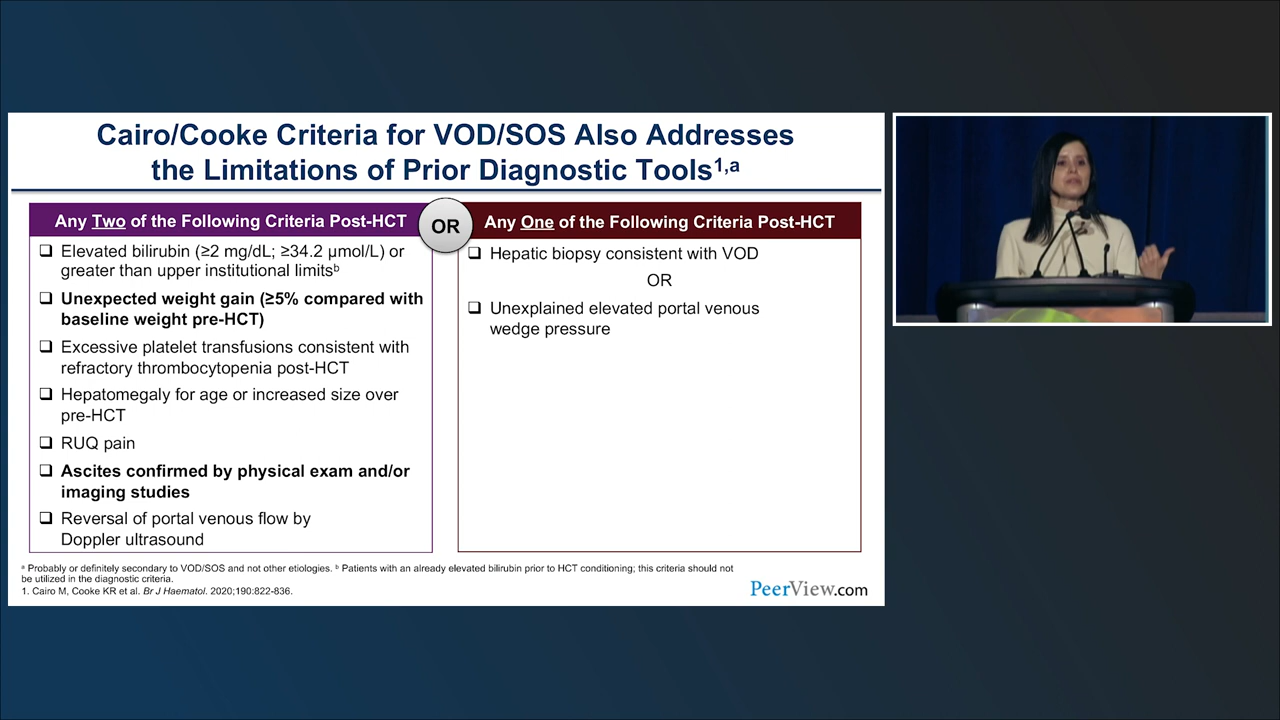 Cairo/Cooke Criteria for VOD/SOS Also Addresses
the Limitations of Prior Diagnostic Tools1,a
Any Two of the Following Criteria Post-HCT
OR
Any One of the Following Criteria Post-HCT
❑ Elevated bilirubin (≥2 mg/dL; ≥34.2 μmol/L) or
greater than upper institutional limitsb
❑ Unexpected weight gain (≥5% compared with
baseline weight pre-HCT)
❑ Excessive platelet transfusions consistent with
refractory thrombocytopenia post-HCT
❑ Hepatomegaly for age or increased size over
pre-HCT
❑ RUQ pain
❑ Ascites confirmed by physical exam and/or
imaging studies
❑ Reversal of portal venous flow by
Doppler ultrasound
❑ Hepatic biopsy consistent with VOD
OR
❑ Unexplained elevated portal venous
wedge pressure
a Probably or definitely secondary to VOD/SOS and not other etiologies. b Patients with an already elevated bilirubin prior to HCT conditioning; this criteria should not
be utilized in the diagnostic criteria.
1. Cairo M, Cooke KR et al. Br J Haematol. 2020;190:822-836.
PeerView.com